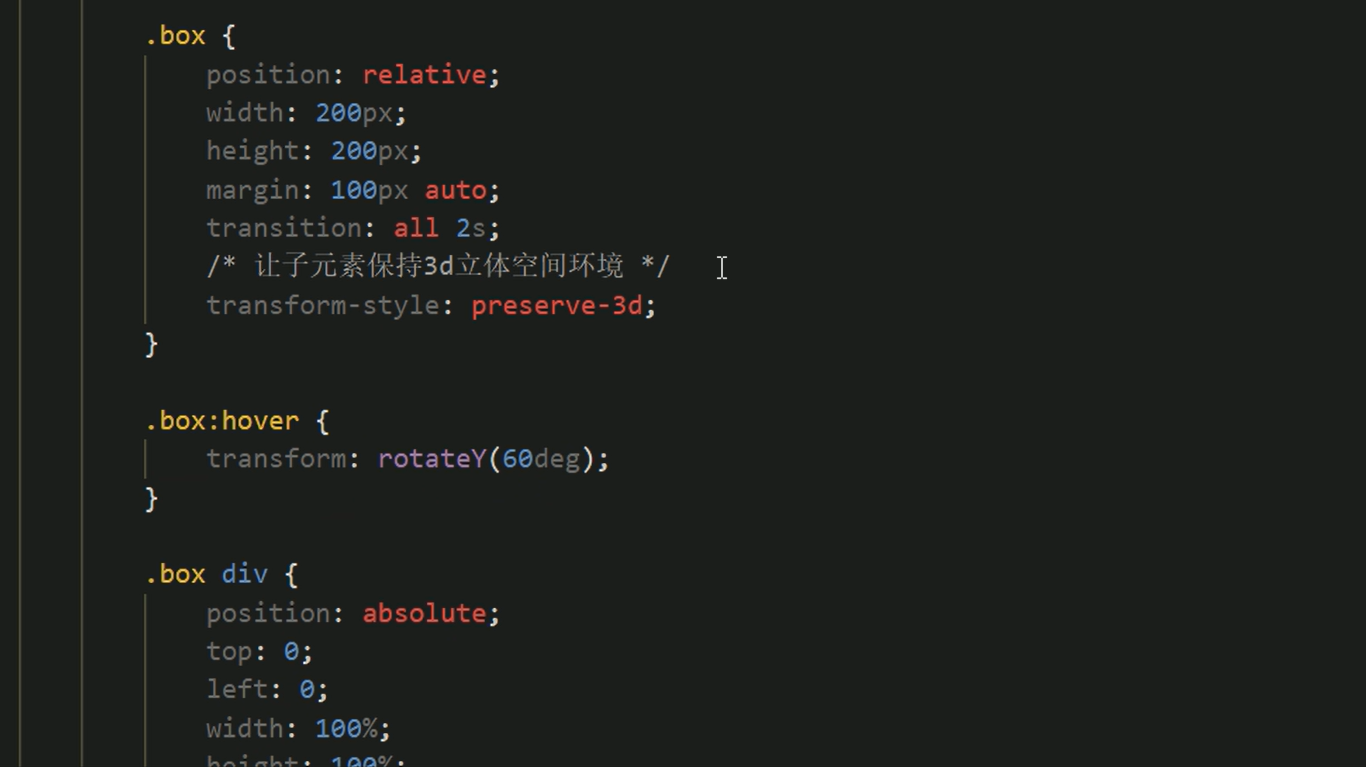 .box {
position: relative;
width: 200px;
height: 200px;
margin: 100px auto;
transition: all 2s;
/* 让子元素保持3d立体空间环境 */
transform-style: preserve-3d;
}
.box:hover {
transform: rotateY(60deg);
}
.box div {
position: absolute;
top: 0;
left: 0;
width: 100%;
height: 100%;